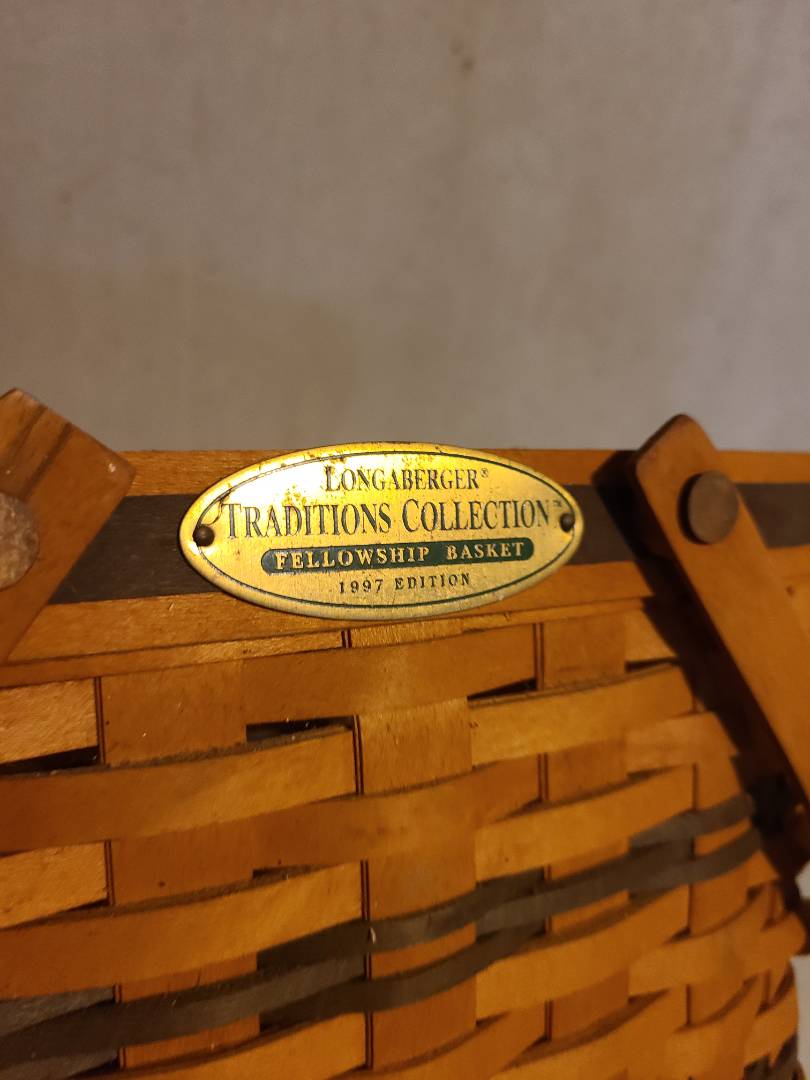 LONGABERGER®
TRADITIONS COLLECTION™
FELLOWSHIP BASKET
1997 EDITION